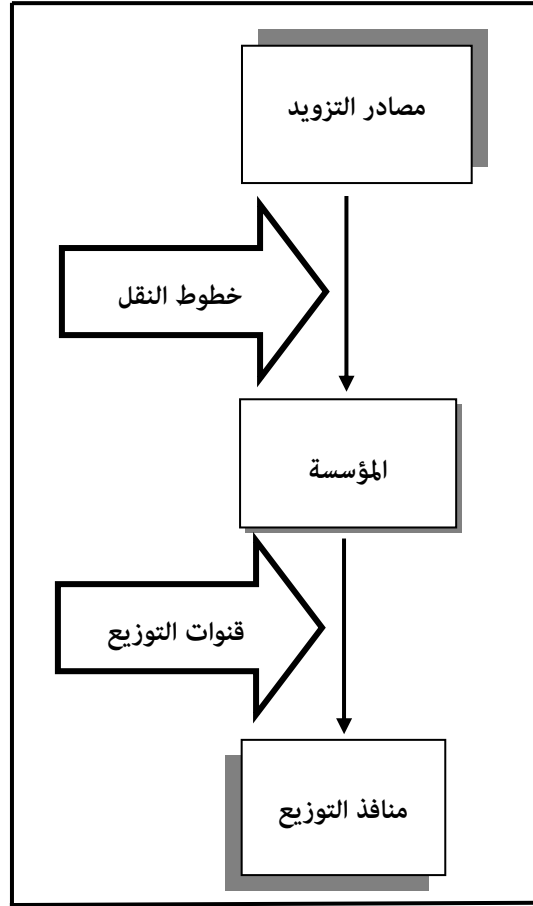 مصادر التزويد
خطوط النقل
المؤسسة
قنوات التوزيع
منافذ التوزيع